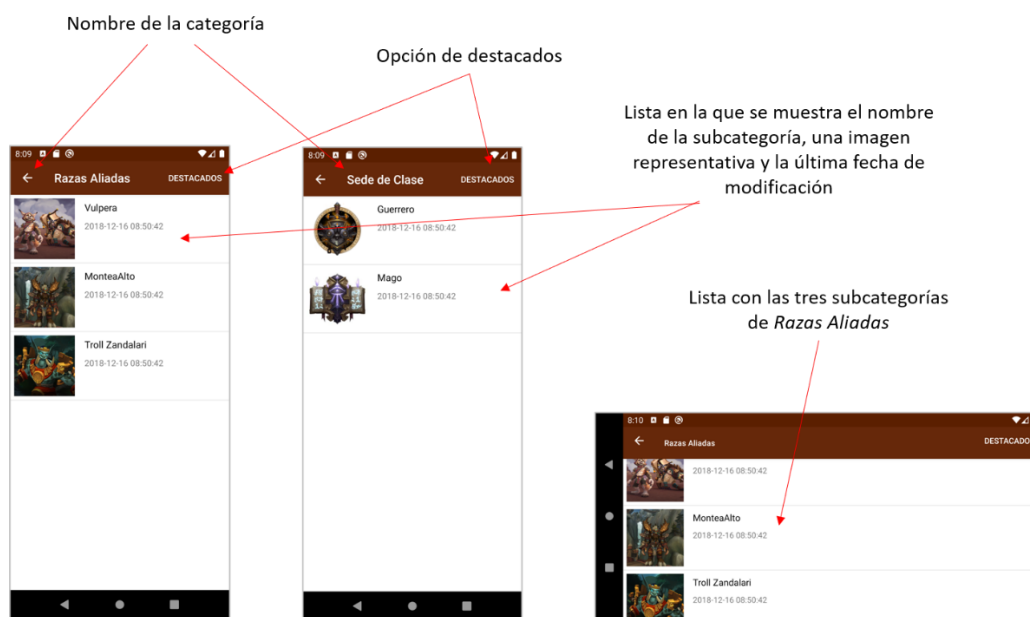 Nombre de la categoría
Opción de destacados
Lista en la que se muestra el nombre
de la subcategoría, una imagen
representativa y la última fecha de
modificación
8:09
Razas Aliadas
DESTACADOS
Vulpera
2018-12-16 08:50:42
MonteaAlto
2018-12-16 08:50:42
Troll Zandalari
2018-12-16 08:50:42
8:09
Sede de Clase
DESTACADOS
Guerrero
2018-12-16 08:50:42
Mago
2018-12-16 08:50:42
Lista con las tres subcategorías
de Razas Aliadas
8:10
Razas Aliadas
DESTACADO
2018-12-16 08:50:42
MonteaAlto
2018-12-16 08:50:42
Troll Zandalari
2018-12-16 08:50:42